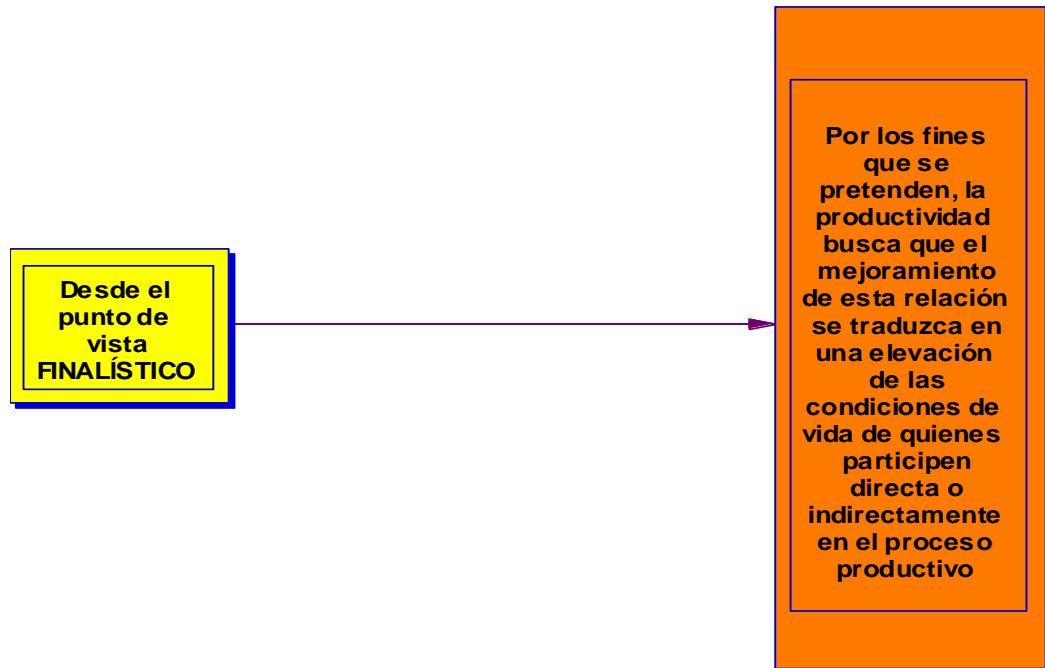 Desde el
punto de
vista
FINALÍSTICO
Por los fines
que se
pretenden, la
productividad
busca que el
mejoramiento
de esta relación
se traduzca en
una elevación
de las
condiciones de
vida de quienes
participen
directa o
indirectamente
en el proceso
productivo